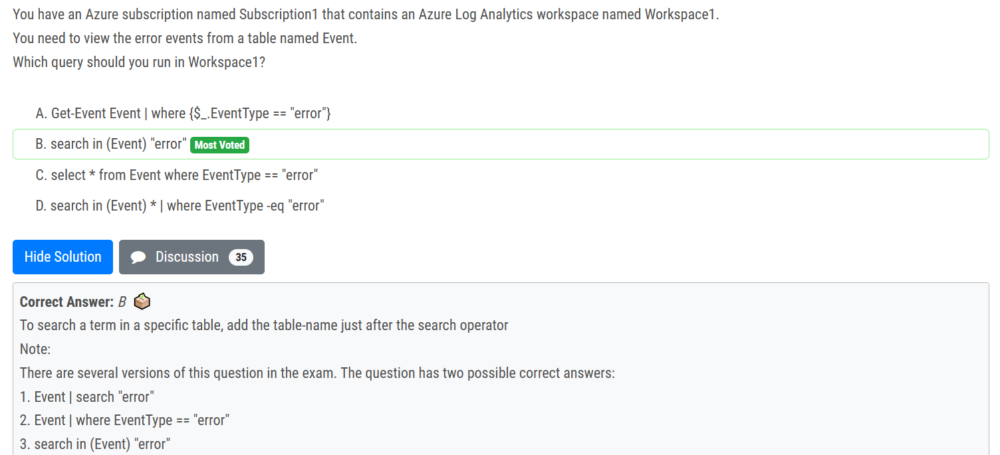 You have an Azure subscription named Subscription1 that contains an Azure Log Analytics workspace named Workspace1.
You need to view the error events from a table named Event.
Which query should you run in Workspace1?
A. Get-Event Event | where {$_.EventType == "error"}
B. search in (Event) "error" Most Voted
C. select * from Event where EventType == "error"
D. search in (Event) * | where EventType -eq "error"
Hide Solution Discussion 35
Correct Answer: B
To search a term in a specific table, add the table-name just after the search operator
Note:
There are several versions of this question in the exam. The question has two possible correct answers:
1. Event | search "error"
2. Event | where EventType == "error"
3. search in (Event) "error"